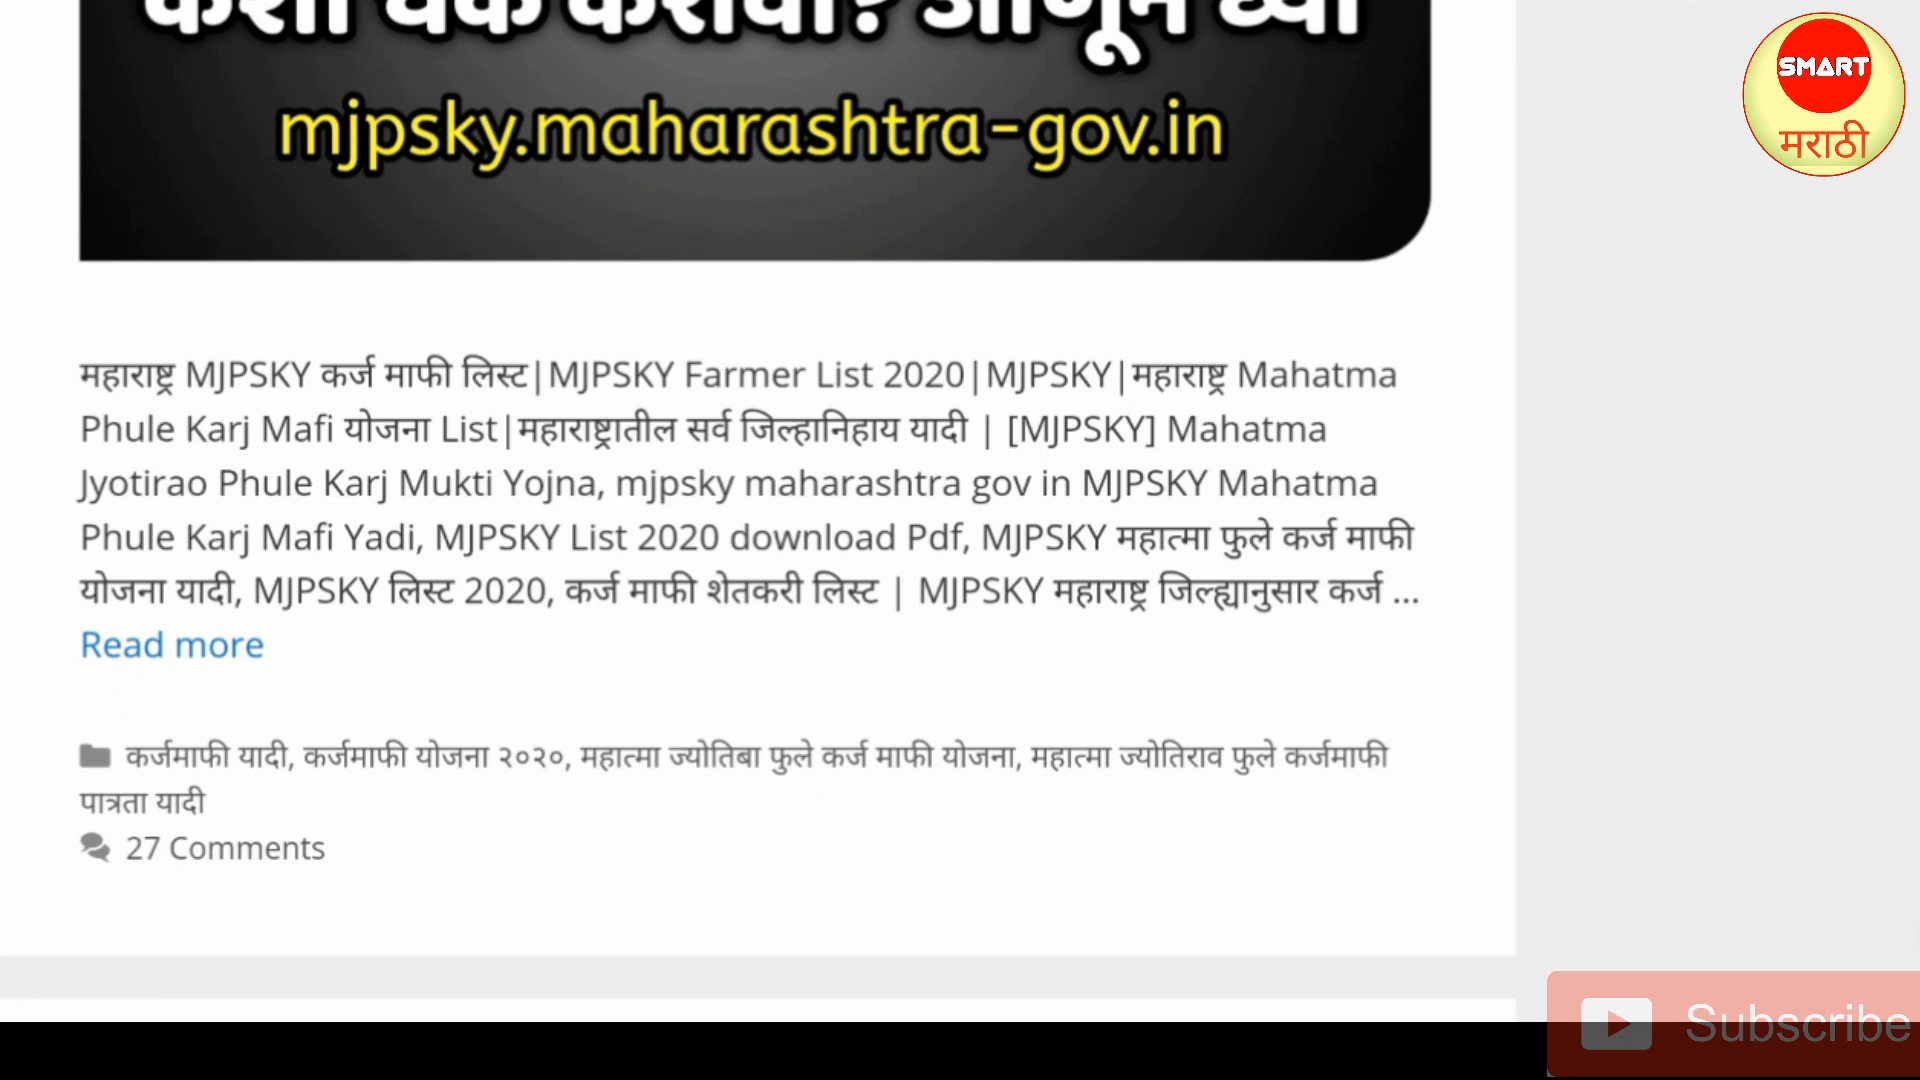 कशी चेक करावी? जाणून घ्या
mjpsky.maharashtra-gov.in
SMART
मराठी
महाराष्ट्र MJPSKY कर्ज माफी लिस्ट|MJPSKY Farmer List 2020|MJPSKY|महाराष्ट्र Mahatma
Phule Karj Mafi योजना List|महाराष्ट्रातील सर्व जिल्हानिहाय यादी | [MJPSKY] Mahatma
Jyotirao Phule Karj Mukti Yojna, mjpsky maharashtra gov in MJPSKY Mahatma
Phule Karj Mafi Yadi, MJPSKY List 2020 download Pdf, MJPSKY महात्मा फुले कर्ज माफी
योजना यादी, MJPSKY लिस्ट 2020, कर्ज माफी शेतकरी लिस्ट | MJPSKY महाराष्ट्र जिल्ह्यानुसार कर्ज ...
Read more
कर्जमाफी यादी, कर्जमाफी योजना २०२०, महात्मा ज्योतिबा फुले कर्ज माफी योजना, महात्मा ज्योतिराव फुले कर्जमाफी
पात्रता यादी
27 Comments
Subscribe